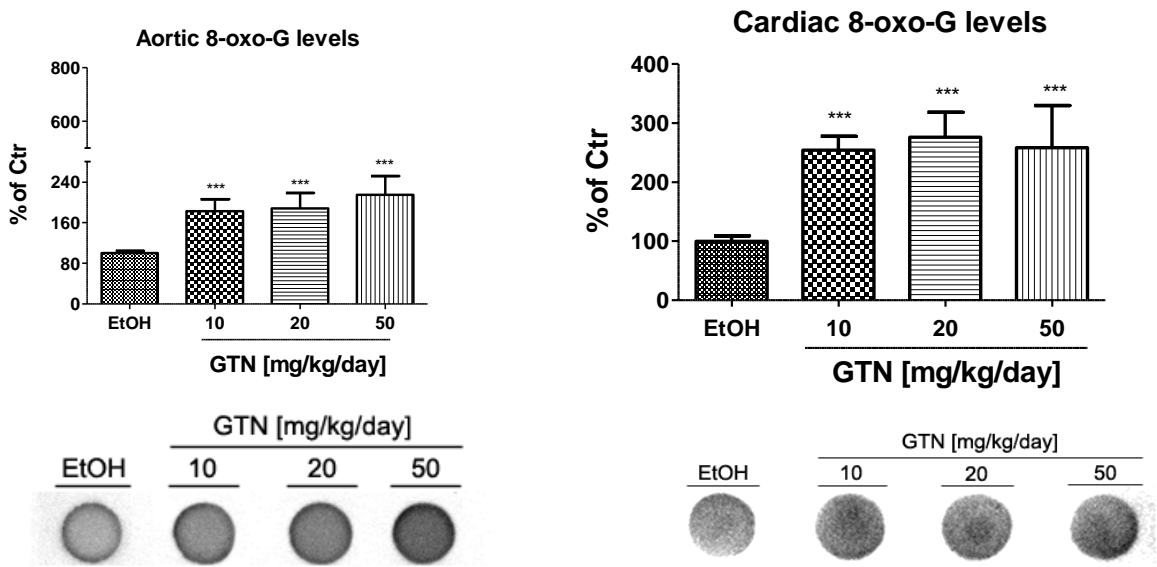 Aortic 8-oxo-G levels
800
600
240
160
80
0
% of Ctr
***
***
***
EtOH 10 20 50
GTN [mg/kg/day]
GTN [mg/kg/day]
EtOH 10 20 50
Cardiac 8-oxo-G levels
400
300
200
100
0
% of Ctr
***
***
***
EtOH 10 20 50
GTN [mg/kg/day]
GTN [mg/kg/day]
EtOH 10 20 50